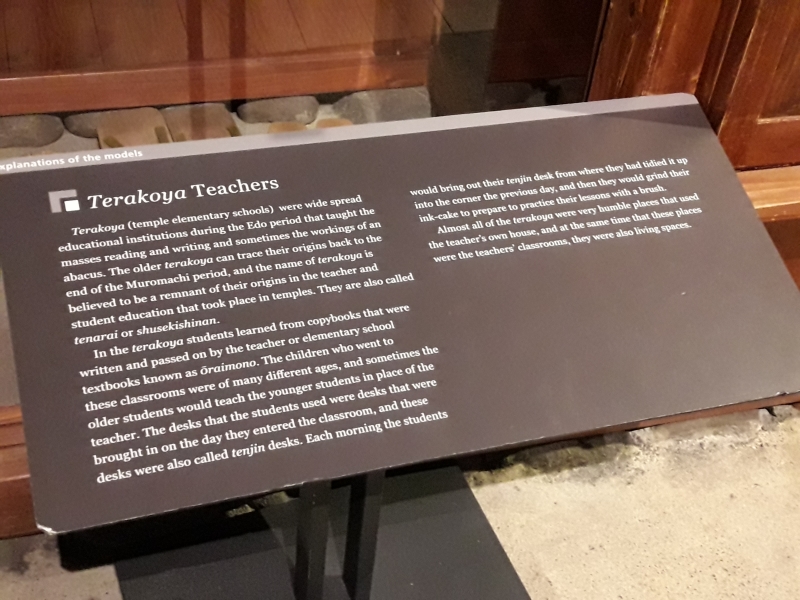 xplanations of the models
Terakoya Teachers
Terakoya (temple elementary schools) were wide spread
educational institutions during the Edo period that taught the
masses reading and writing and sometimes the workings of an
abacus. The older terakoya can trace their origins back to the
end of the Muromachi period, and the name of terakoya is
believed to be a remnant of their origins in the teacher and
student education that took place in temples. They are also called
tenarai or shusekishinan.
In the terakoya students learned from copybooks that were
written and passed on by the teacher or elementary school
textbooks known as ōraimono. The children who went to
these classrooms were of many different ages, and sometimes the
older students would teach the younger students in place of the
teacher. The desks that the students used were desks that were
brought in on the day they entered the classroom, and these
desks were also called tenjin desks. Each morning the students
would bring out their tenjin desk from where they had tidied it up
into the corner the previous day, and then they would grind their
ink-cake to prepare to practice their lessons with a brush.
Almost all of the terakoya were very humble places that used
the teacher's own house, and at the same time that these places
were the teachers' classrooms, they were also living spaces.